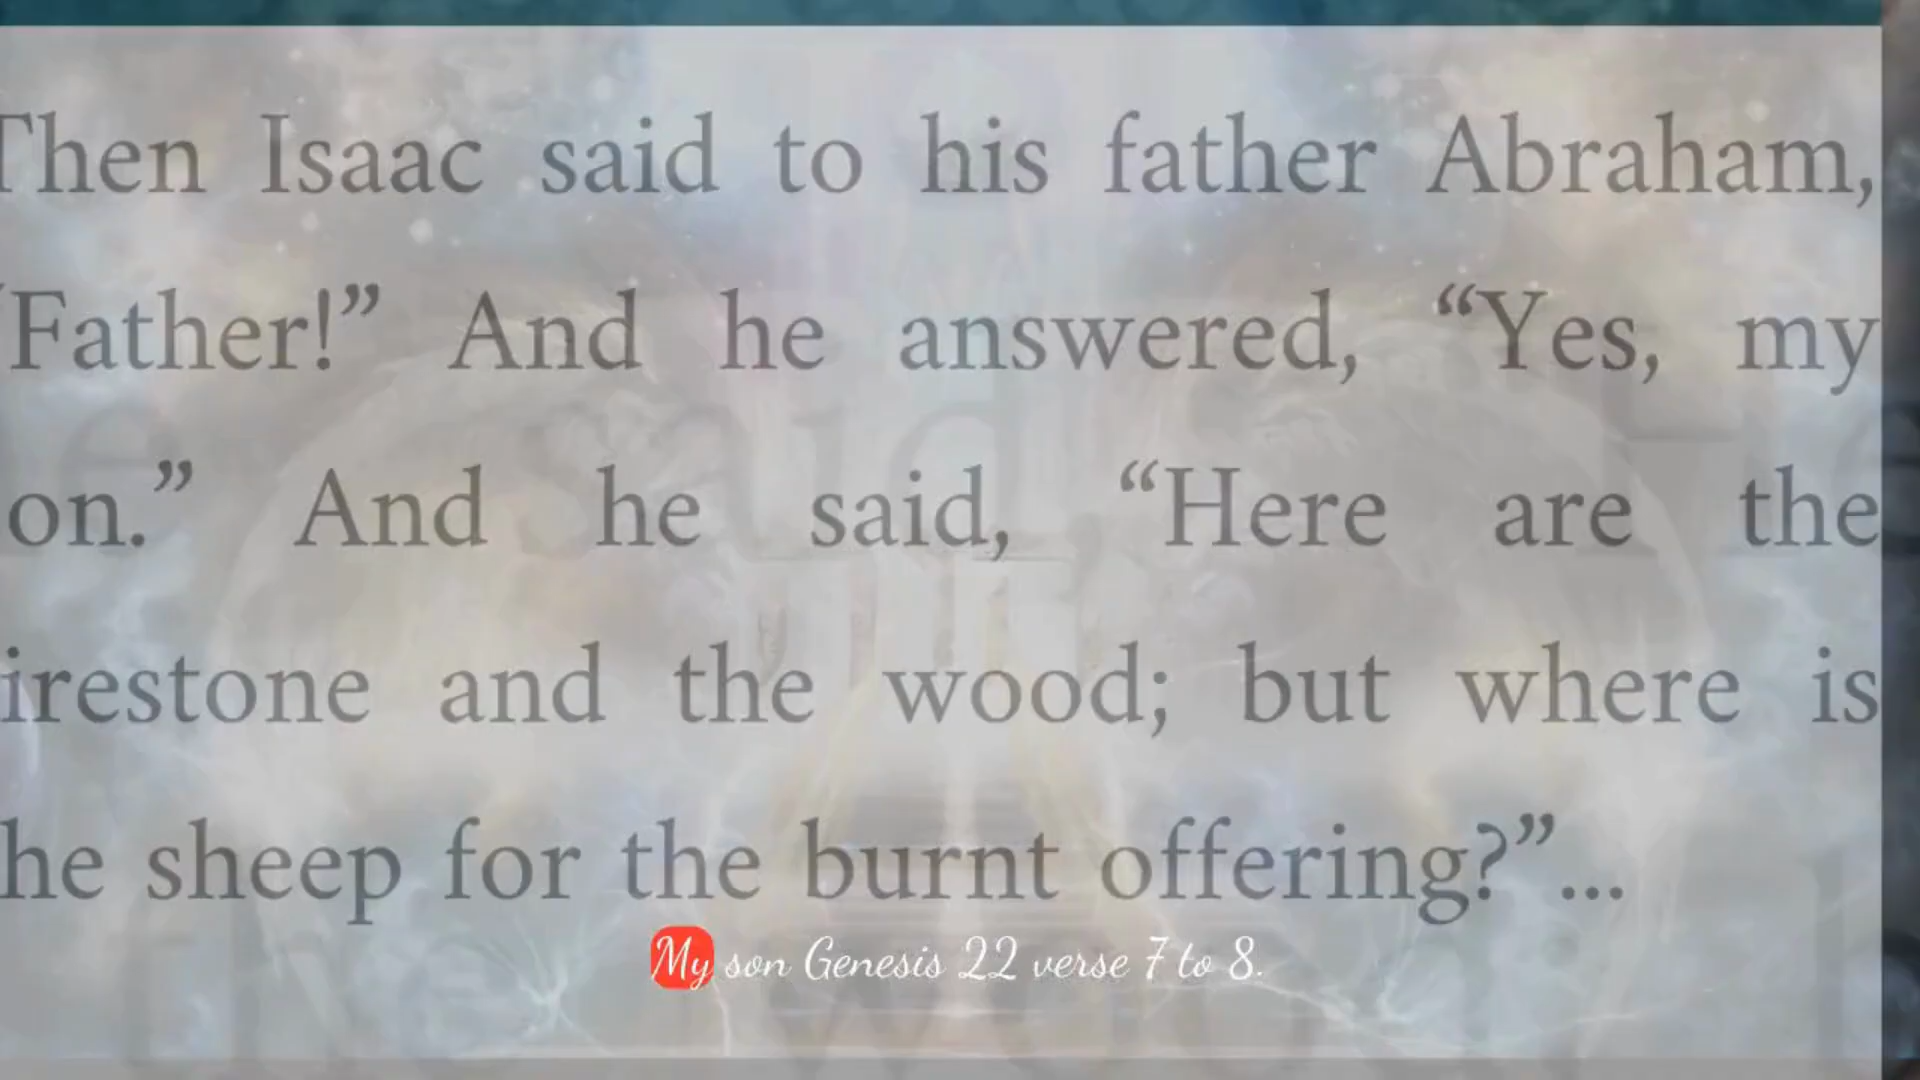 Then Isaac said to his father Abraham,
“Father!” And he answered, “Yes, my
on.” And he said, “Here are the
irestone and the wood; but where is
he sheep for the burnt offering?”...
My son Genesis 22 verse 7 to 8.